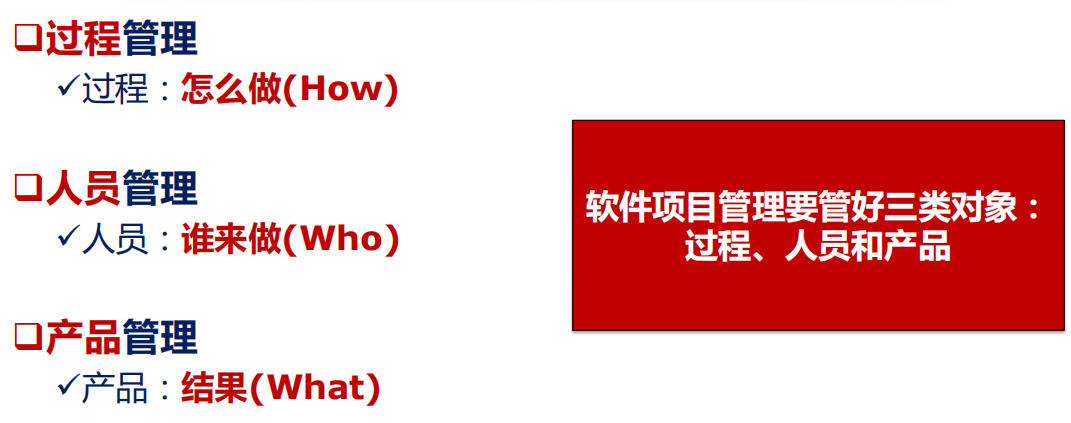 过程管理
过程：怎么做(How)
人员管理
人员：谁来做(Who)
产品管理
产品：结果(What)
软件项目管理要管好三类对象：
过程、人员和产品